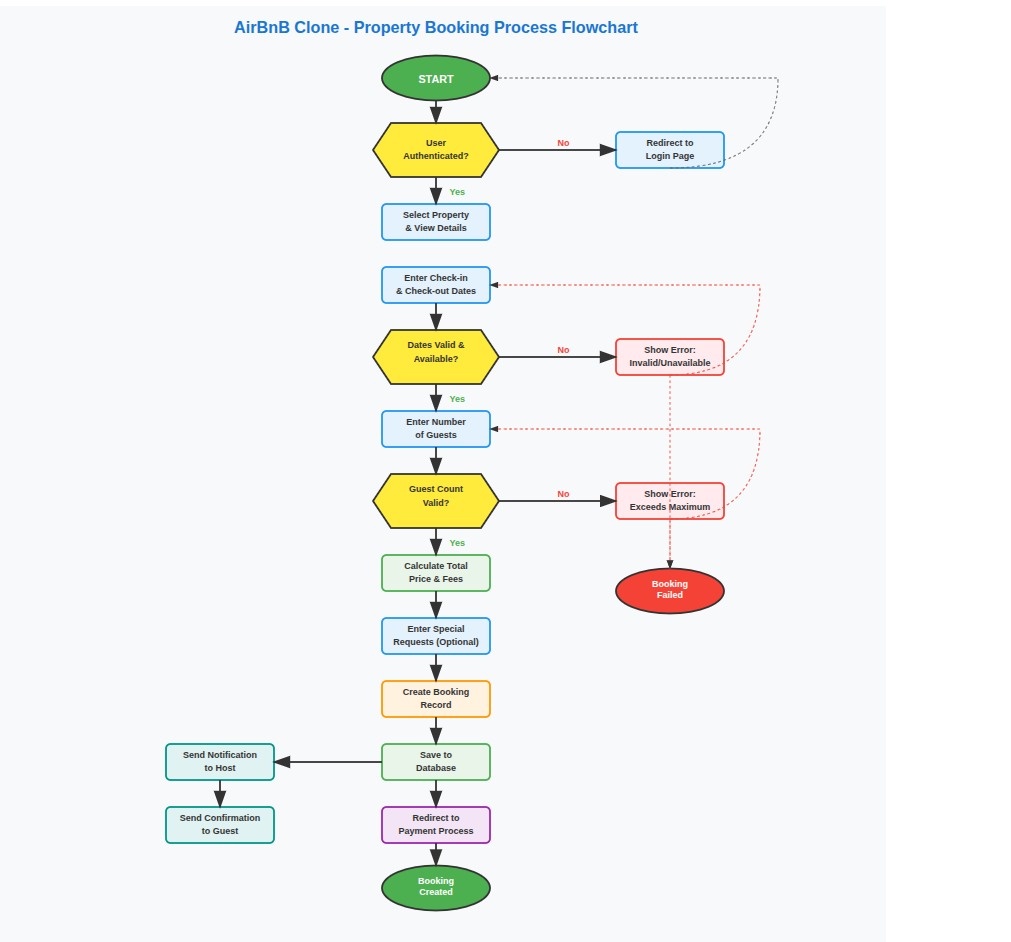 AirBnB Clone - Property Booking Process Flowchart
START
User
Authenticated?
No
Redirect to
Login Page
Yes
Select Property
& View Details
Enter Check-in
& Check-out Dates
Dates Valid &
Available?
No
Show Error:
Invalid/Unavailable
Yes
Enter Number
of Guests
Guest Count
Valid?
No
Show Error:
Exceeds Maximum
Yes
Calculate Total
Price & Fees
Booking
Failed
Enter Special
Requests (Optional)
Create Booking
Record
Send Notification
to Host
Save to
Database
Send Confirmation
to Guest
Redirect to
Payment Process
Booking
Created